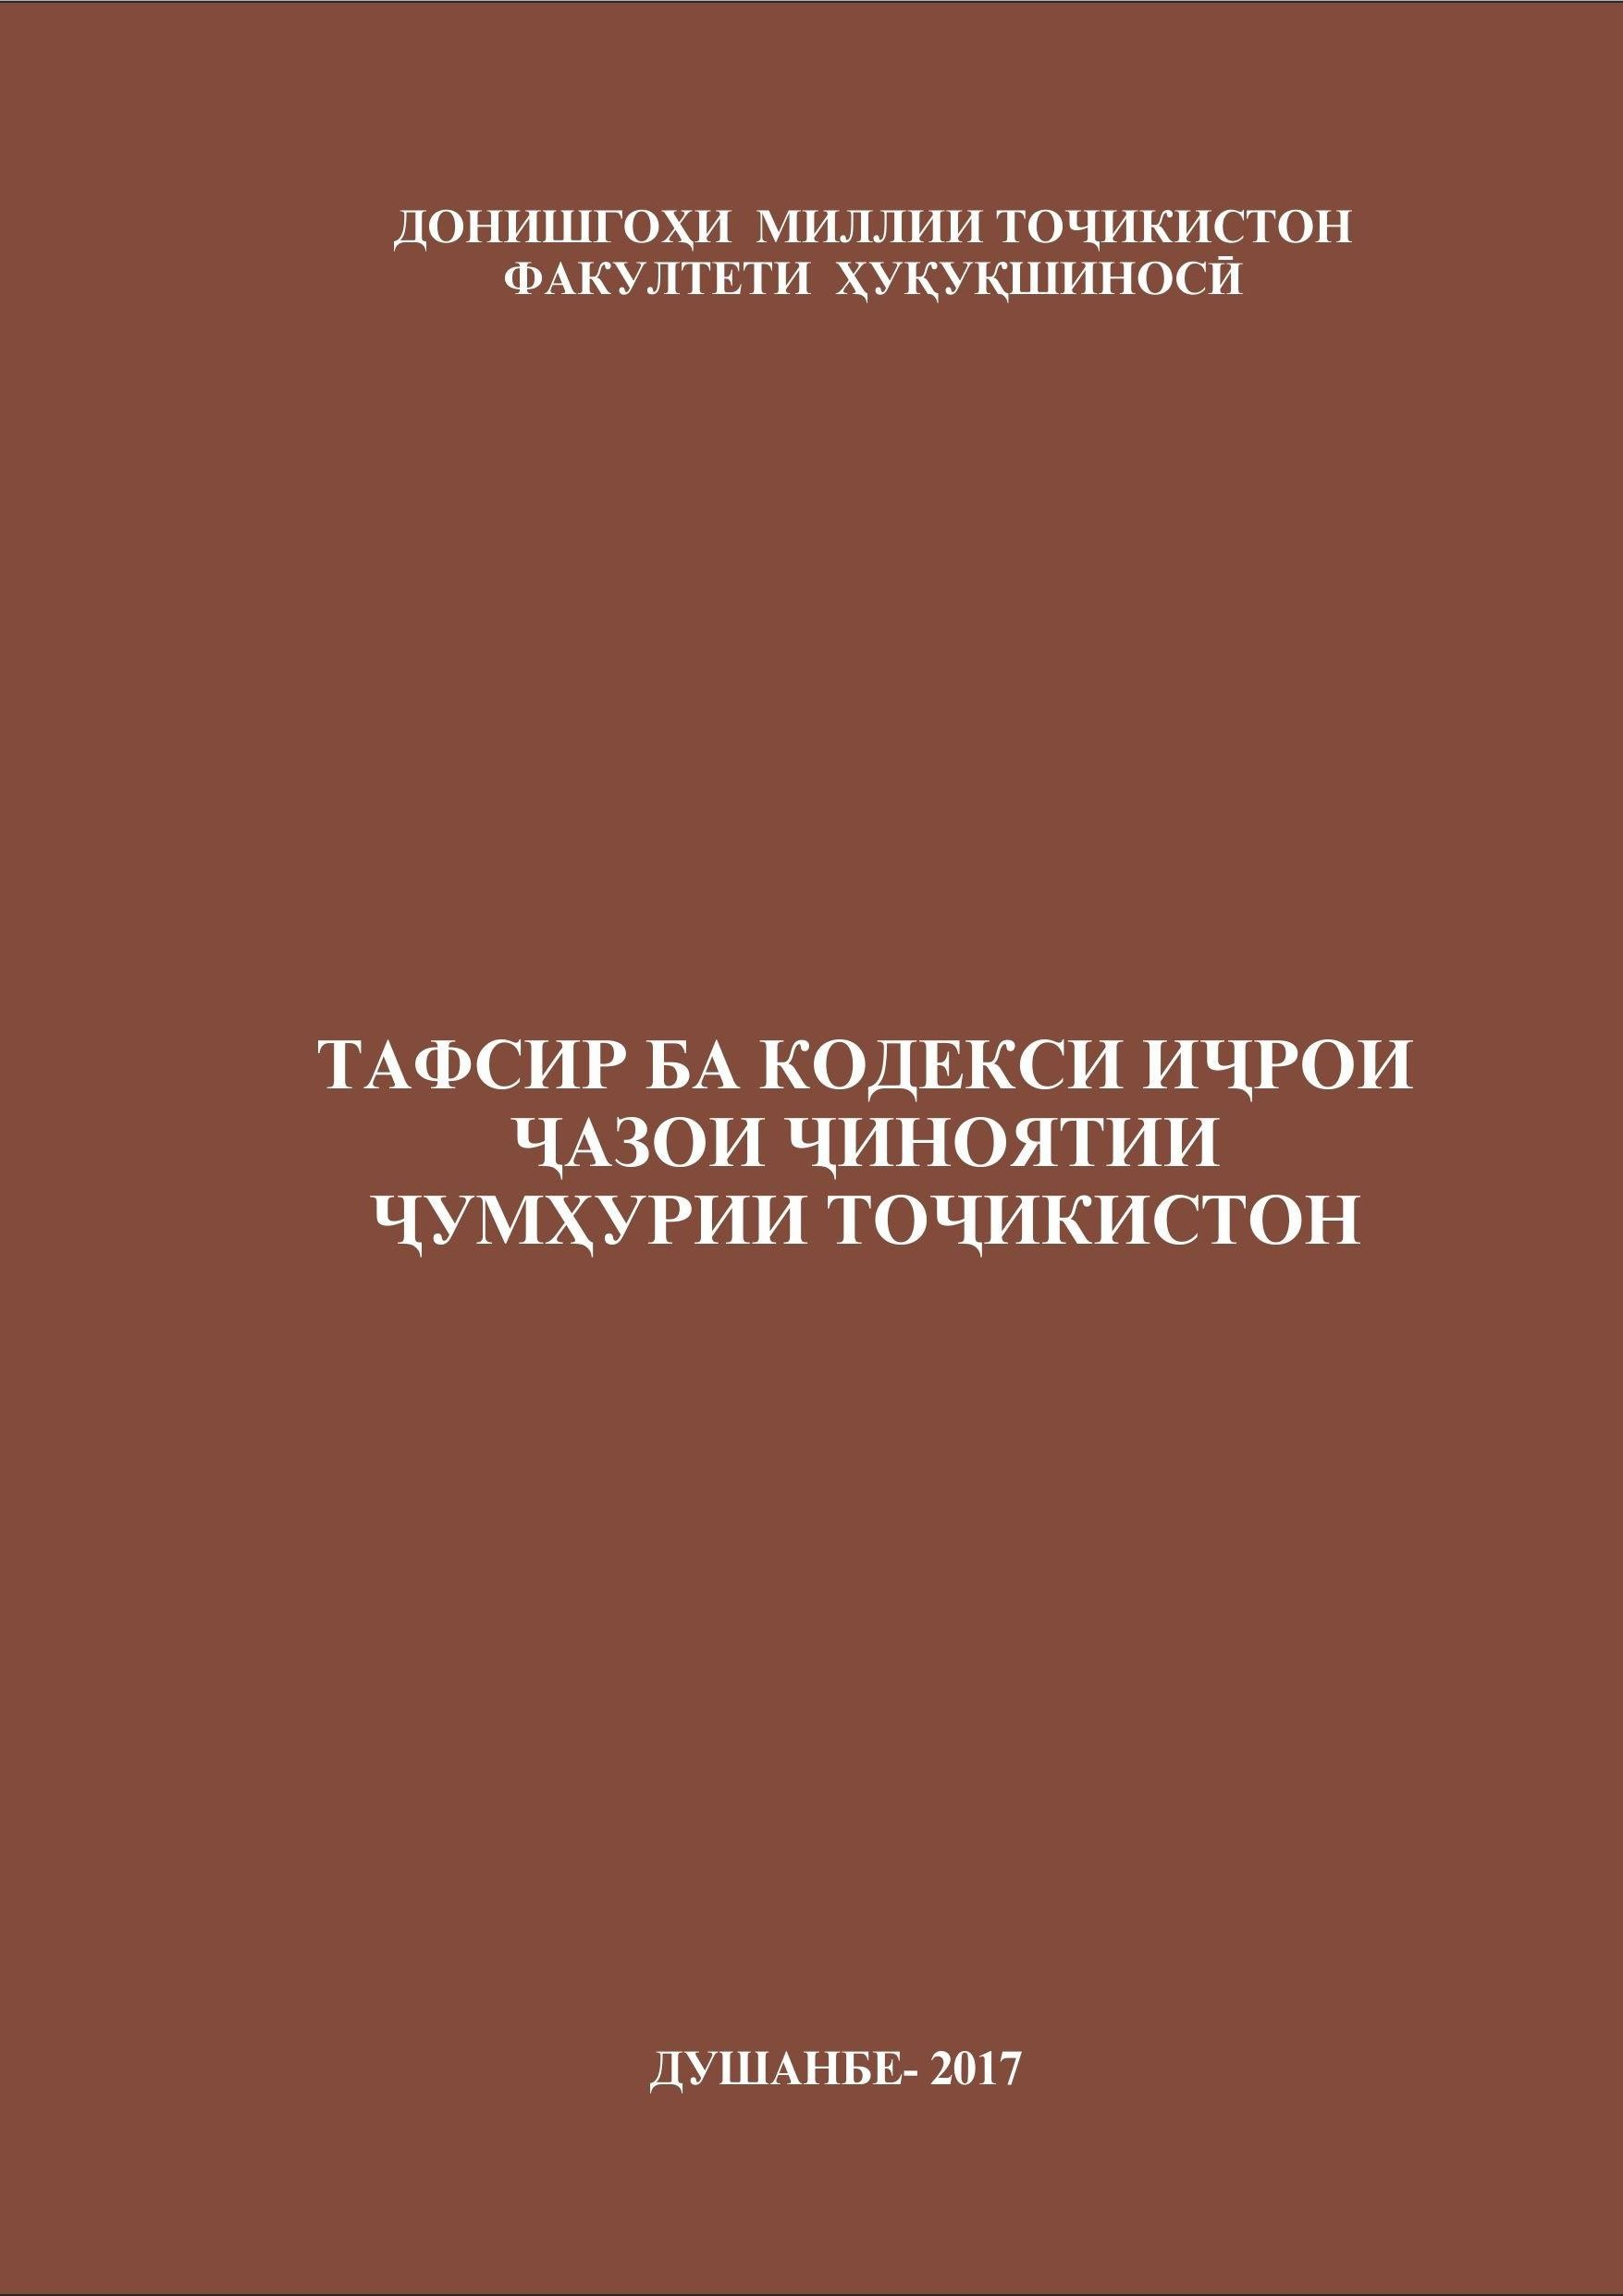 ДОНИШГОҲИ МИЛЛИИ ТОҶИКИСТОН
ФАКУЛТЕТИ ҲУҚУҚШИНОСӢ
ТАФСИР БА КОДЕКСИ ИҶРОИ
ҶАЗОИ ҶИНОЯТИИ
ҶУМҲУРИИ ТОҶИКИСТОН
ДУШАНБЕ- 2017